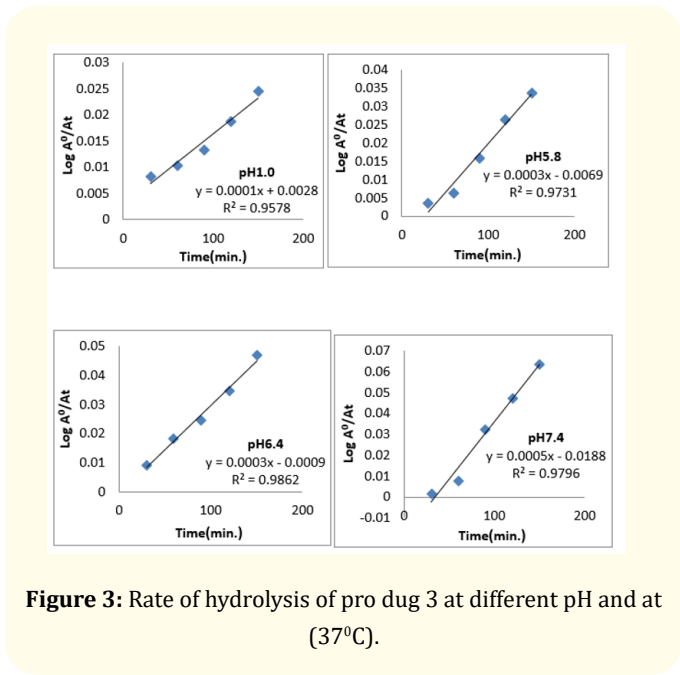 0.03
0.025
0.02
0.015
0.01
0.005
0
0
100
200
Log A⁰/At
Time(min.)
pH1.0
y = 0.0001x + 0.0028
R² = 0.9578
0.04
0.035
0.03
0.025
0.02
0.015
0.01
0.005
0
0
100
200
Log A⁰/At
Time(min.)
pH5.8
y = 0.0003x - 0.0069
R² = 0.9731
0.05
0.04
0.03
0.02
0.01
0
0
100
200
Log A⁰/At
Time(min.)
pH6.4
y = 0.0003x - 0.0009
R² = 0.9862
0.07
0.06
0.05
0.04
0.03
0.02
0.01
0
-0.01
0
100
200
Log A⁰/At
Time(min.)
pH7.4
y = 0.0005x - 0.0188
R² = 0.9796
Figure 3: Rate of hydrolysis of pro dug 3 at different pH and at
(37⁰C).